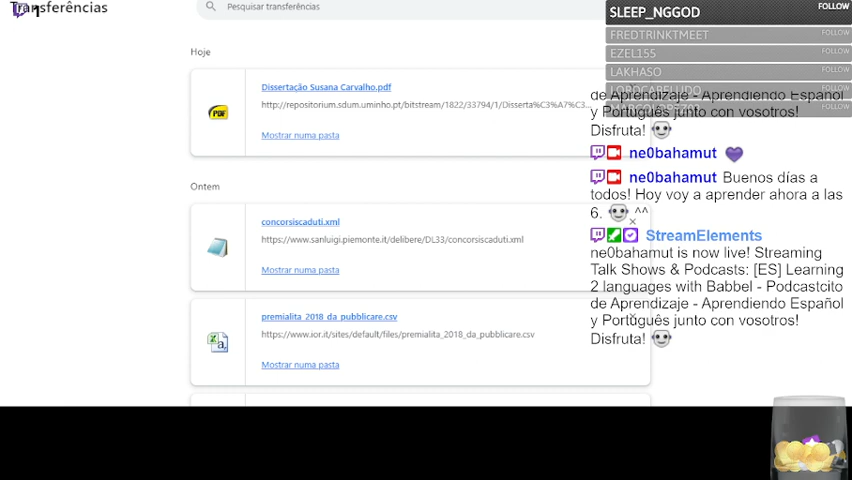 Transferências
1
Pesquisar transferências
Hoje
Dissertação Susana Carvalho.pdf
http://repositorium.sdum.uminho.pt/bitstream/1822/33794/1/Disserta%C3%A7%C3...
Mostrar numa pasta
Ontem
concorsiscaduti.xml
https://www.sanluigi.piemonte.it/delibere/DL33/concorsiscaduti.xml
Mostrar numa pasta
premialita_2018_da_pubblicare.csv
https://www.ior.it/sites/default/files/premialita_2018_da_pubblicare.csv
Mostrar numa pasta
PDF
SLEEP_NGGOD FOLLOW
FREDTRINKTMEET FOLLOW
EZEL155 FOLLOW
LAKHASO FOLLOW
FOLLOW
FOLLOW
de Aprendizaje - Aprendiendo Español
y Portugués junto con vosotros!
Disfruta!
ne0bahamut
ne0bahamut Buenos días a
todos! Hoy voy a aprender ahora a las
6. ^^
StreamElements
ne0bahamut is now live! Streaming
Talk Shows & Podcasts: [ES] Learning
2 languages with Babbel - Podcastcito
de Aprendizaje - Aprendiendo Español
y Portugués junto con vosotros!
Disfruta!